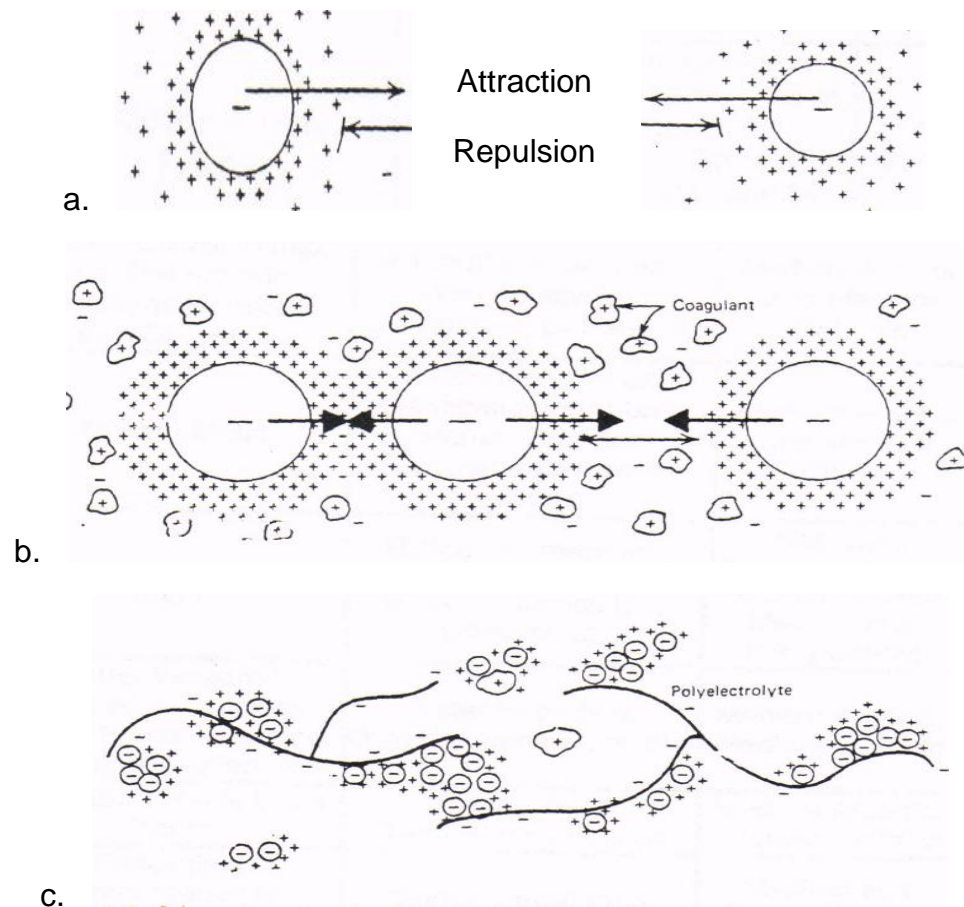 Attraction
Repulsion
a.
Coagulant
b.
Polyelectrolyte
c.